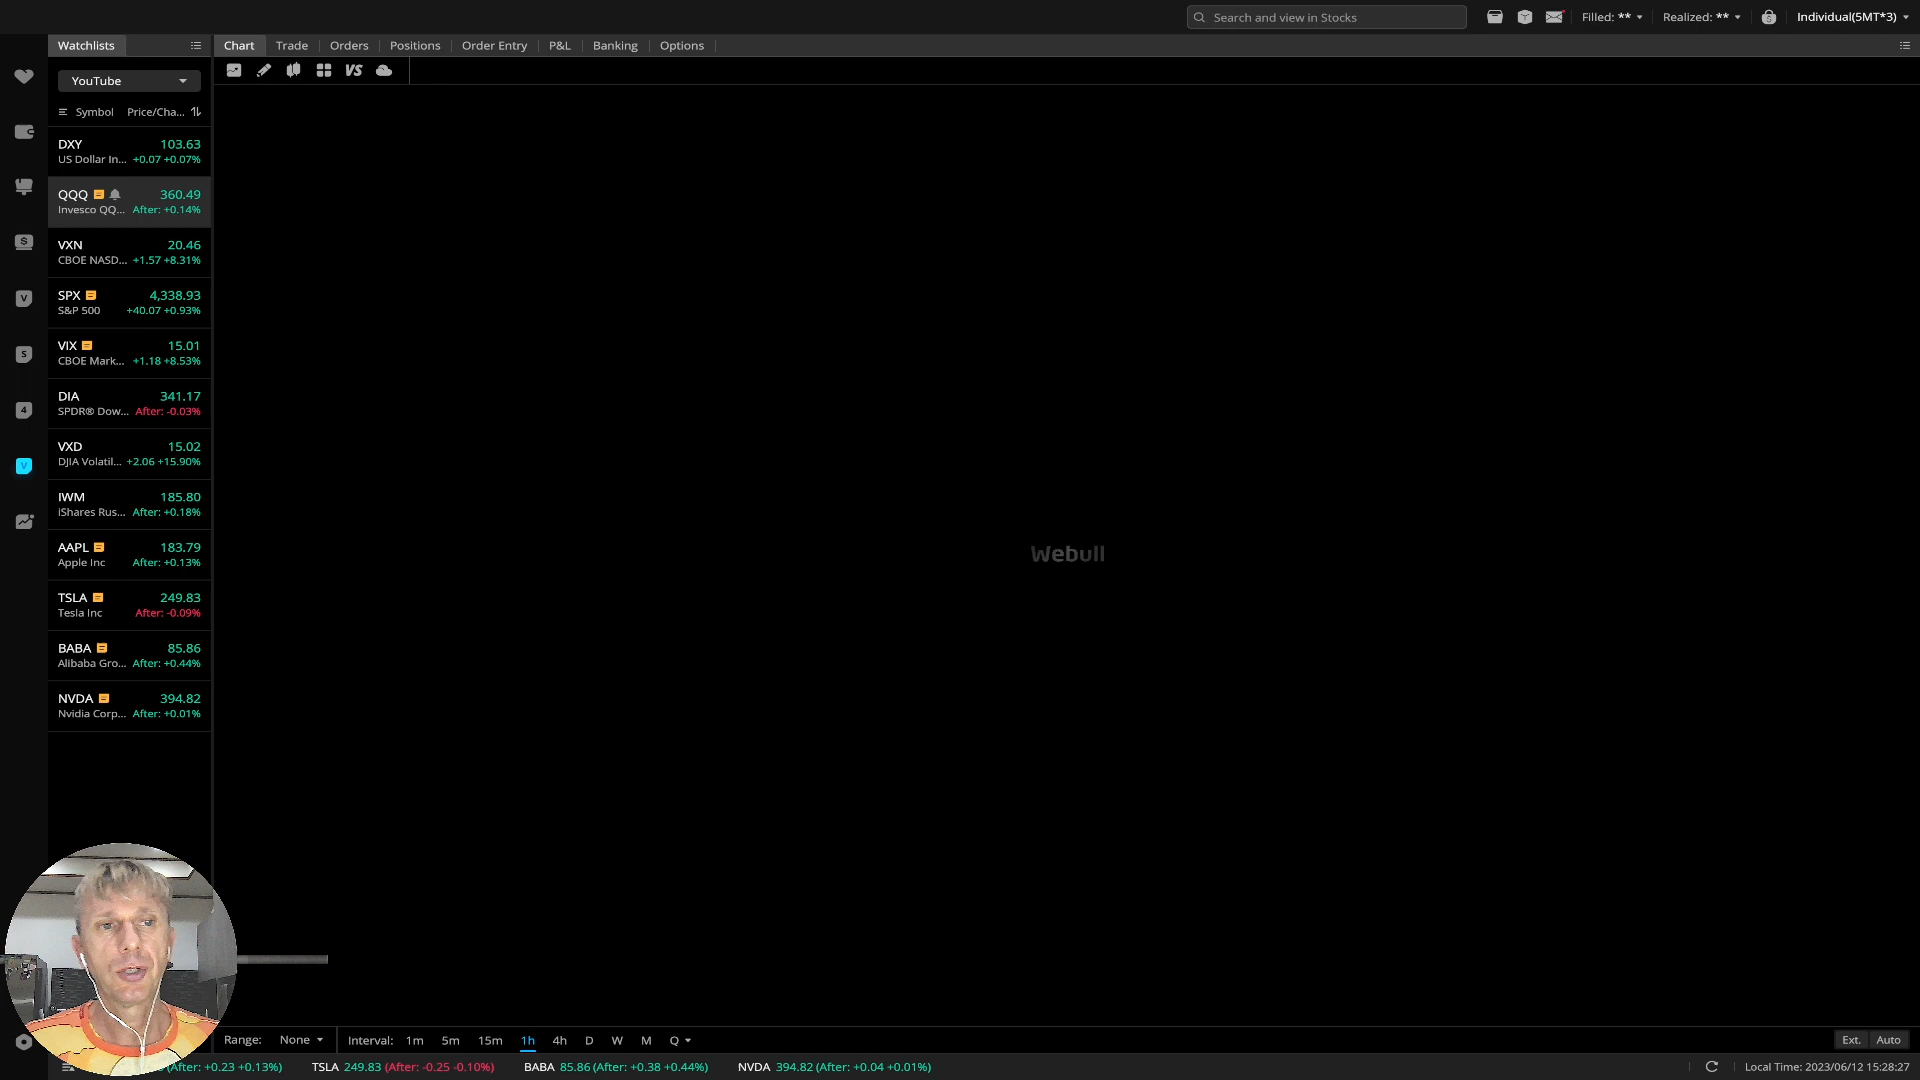 Search and view in Stocks
Filled: **
Realized: **
Individual(5MT*3)
Watchlists
Chart
Trade
Orders
Positions
Order Entry
P&L
Banking
Options
YouTube
VS
Symbol
Price/Cha...
DXY 103.63
US Dollar In... +0.07 +0.07%
QQQ 360.49
Invesco QQ... After: +0.14%
VXN 20.46
CBOE NASD... +1.57 +8.31%
SPX 4,338.93
S&P 500 +40.07 +0.93%
VIX 15.01
CBOE Mark... +1.18 +8.53%
DIA 341.17
SPDR® Dow... After: -0.03%
VXD 15.02
DJIA Volatil... +2.06 +15.90%
IWM 185.80
iShares Rus... After: +0.18%
AAPL 183.79
Apple Inc After: +0.13%
TSLA 249.83
Tesla Inc After: -0.09%
BABA 85.86
Alibaba Gro... After: +0.44%
NVDA 394.82
Nvidia Corp... After: +0.01%
V
S
4
V
Webull
Range: None
Interval: 1m 5m 15m 1h 4h D W M Q
Ext. Auto
(After: +0.23 +0.13%)
TSLA 249.83 (After: -0.25 -0.10%)
BABA 85.86 (After: +0.38 +0.44%)
NVDA 394.82 (After: +0.04 +0.01%)
Local Time: 2023/06/12 15:28:27